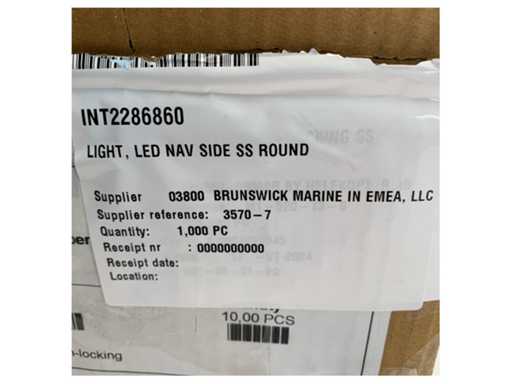 INT2286860
LIGHT, LED NAV SIDE SS ROUND
Supplier 03800 BRUNSWICK MARINE IN EMEA, LLC
Supplier reference: 3570-7
Quantity: 1,000 PC
Receipt nr : 0000000000
Receipt date:
Location:
10,00 PCS
n-locking